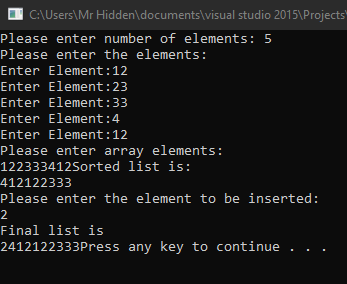 C:\Users\Mr Hidden\documents\visual studio 2015\Projects\
Please enter number of elements: 5
Please enter the elements:
Enter Element:12
Enter Element:23
Enter Element:33
Enter Element:4
Enter Element:12
Please enter array elements:
122333412Sorted list is:
412122333
Please enter the element to be inserted:
2
Final list is
2412122333Press any key to continue . . .